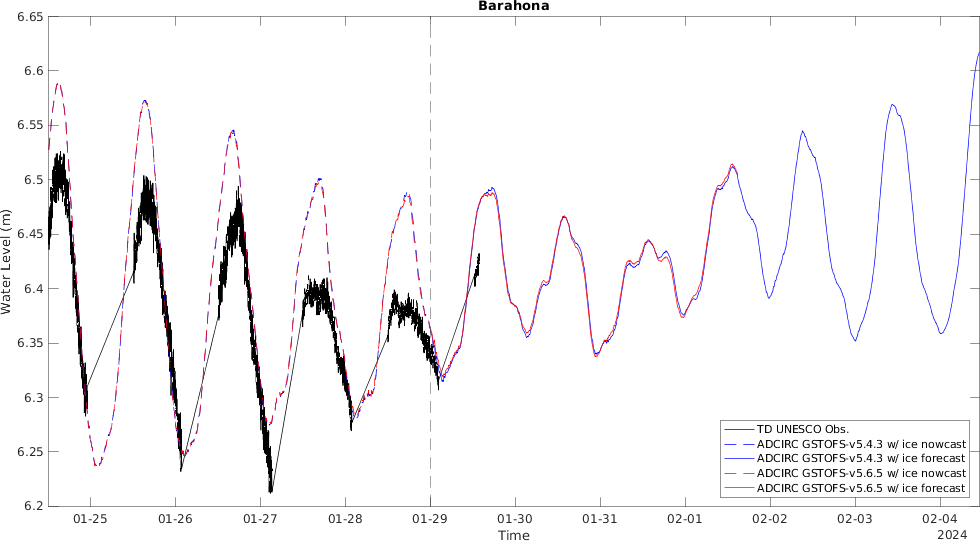 Barahona
Water Level (m)
6.65
6.6
6.55
6.5
6.45
6.4
6.35
6.3
6.25
6.2
01-25 01-26 01-27 01-28 01-29 01-30 01-31 02-01 02-02 02-03 02-04
Time
2024
TD UNESCO Obs.
ADCIRC GSTOFS-v5.4.3 w/ ice nowcast
ADCIRC GSTOFS-v5.4.3 w/ ice forecast
ADCIRC GSTOFS-v5.6.5 w/ ice nowcast
ADCIRC GSTOFS-v5.6.5 w/ ice forecast